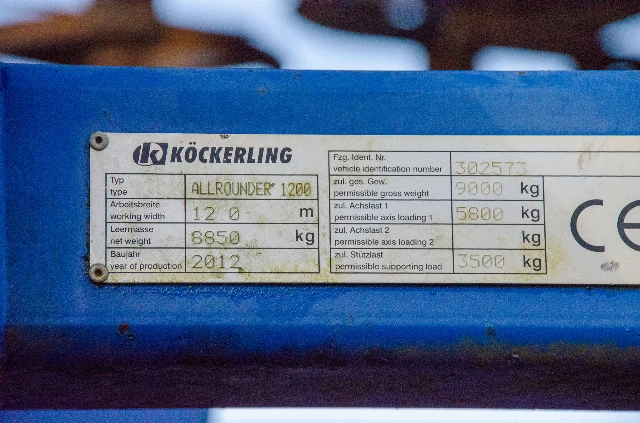 KÖCKERLING
Typ
type
ALLROUNDER 1200
Arbeitsbreite
working width
12 0 m
Leermasse
net weight
8850 kg
Baujahr
year of production
2012
Fzg. Ident. Nr.
vehicle identification number
302573
zul. ges. Gew.
permissible gross weight
9000 kg
zul. Achslast 1
permissible axis loading 1
5800 kg
zul. Achslast 2
permissible axis loading 2
kg
zul. Stützlast
permissible supporting load
3500 kg
CE